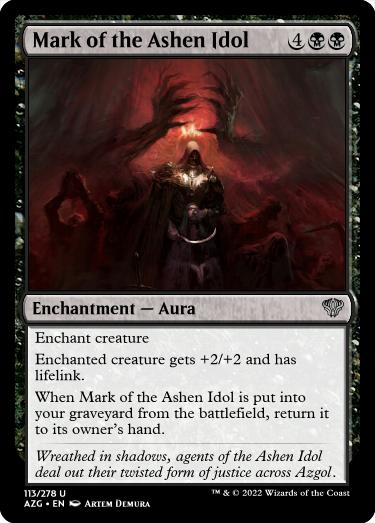 Mark of the Ashen Idol 4
Enchantment — Aura
Enchant creature
Enchanted creature gets +2/+2 and has
lifelink.
When Mark of the Ashen Idol is put into
your graveyard from the battlefield, return it
to its owner's hand.
Wreathed in shadows, agents of the Ashen Idol
deal out their twisted form of justice across Azgol.
113/278 U
AZG • EN Artem Demura
™ & © 2022 Wizards of the Coast